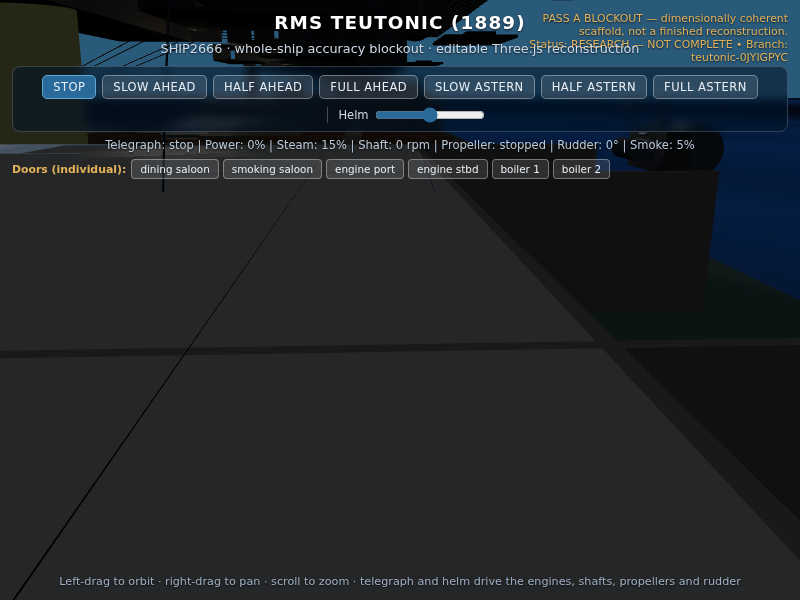 RMS TEUTONIC (1889)
PASS A BLOCKOUT — dimensionally coherent
scaffold, not a finished reconstruction.
Status: RESEARCH — NOT COMPLETE • Branch:
teutonic-0JYIGPYC
SHIP2666 · whole-ship accuracy blockout · editable Three.js reconstruction
STOP SLOW AHEAD HALF AHEAD FULL AHEAD SLOW ASTERN HALF ASTERN FULL ASTERN
Helm
Telegraph: stop | Power: 0% | Steam: 15% | Shaft: 0 rpm | Propeller: stopped | Rudder: 0° | Smoke: 5%
Doors (individual): dining saloon smoking saloon engine port engine stbd boiler 1 boiler 2
Left-drag to orbit · right-drag to pan · scroll to zoom · telegraph and helm drive the engines, shafts, propellers and rudder